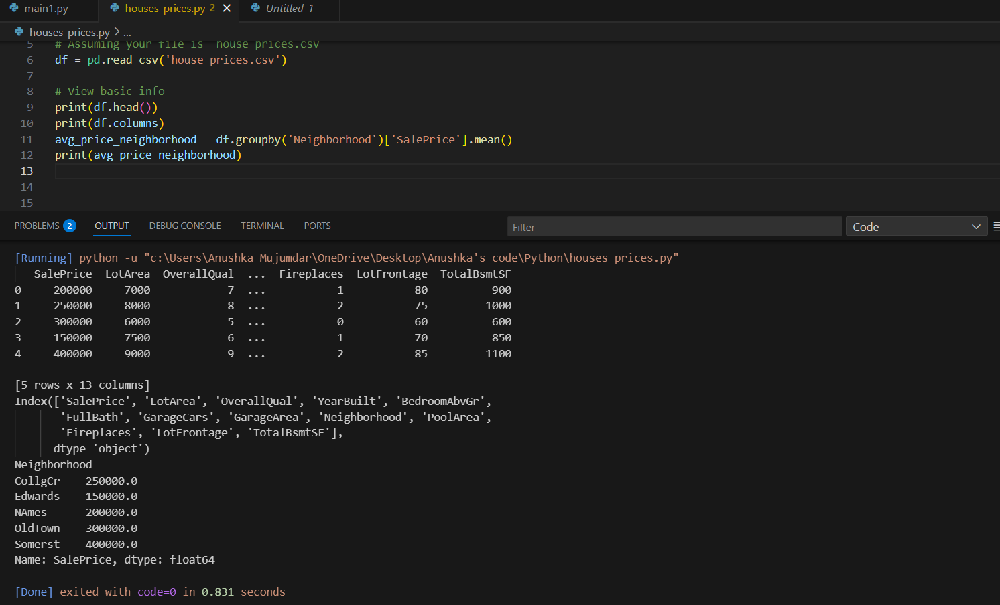 main1.py houses_prices.py 2 Untitled-1
houses_prices.py > ...
5 # Assuming your file is 'house_prices.csv'
6 df = pd.read_csv('house_prices.csv')
7
8 # View basic info
9 print(df.head())
10 print(df.columns)
11 avg_price_neighborhood = df.groupby('Neighborhood')['SalePrice'].mean()
12 print(avg_price_neighborhood)
13
14
15
PROBLEMS 2 OUTPUT DEBUG CONSOLE TERMINAL PORTS Filter Code
[Running] python -u "c:\Users\Anushka Mujumdar\OneDrive\Desktop\Anushka's code\Python\houses_prices.py"
   SalePrice  LotArea  OverallQual  ...  Fireplaces  LotFrontage  TotalBsmtSF
0     200000     7000            7  ...           1           80          900
1     250000     8000            8  ...           2           75         1000
2     300000     6000            5  ...           0           60          600
3     150000     7500            6  ...           1           70          850
4     400000     9000            9  ...           2           85         1100
[5 rows x 13 columns]
Index(['SalePrice', 'LotArea', 'OverallQual', 'YearBuilt', 'BedroomAbvGr',
       'FullBath', 'GarageCars', 'GarageArea', 'Neighborhood', 'PoolArea',
       'Fireplaces', 'LotFrontage', 'TotalBsmtSF'],
      dtype='object')
Neighborhood
CollgCr    250000.0
Edwards    150000.0
NAmes      200000.0
OldTown    300000.0
Somerst    400000.0
Name: SalePrice, dtype: float64
[Done] exited with code=0 in 0.831 seconds